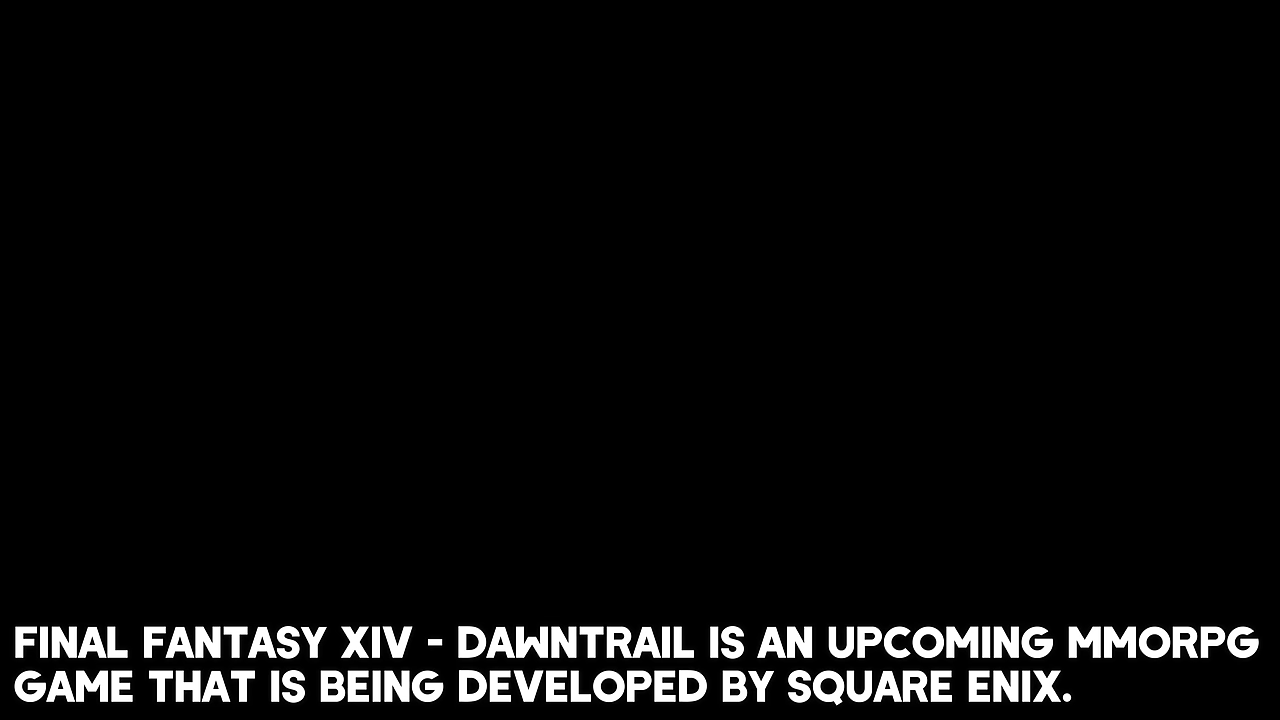 FINAL FANTASY XIV - DAWNTRAIL IS AN UPCOMING MMORPG
GAME THAT IS BEING DEVELOPED BY SQUARE ENIX.